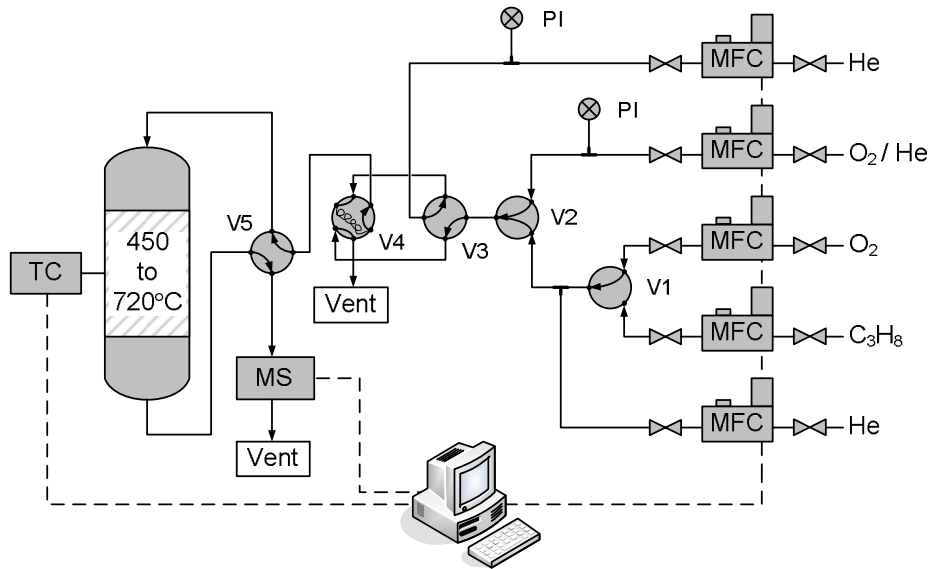 PI
MFC
He
PI
MFC
O₂ / He
V5
V4
V3
V2
MFC
O₂
450
to
720°C
TC
Vent
V1
MFC
C₃H₈
MS
MFC
He
Vent